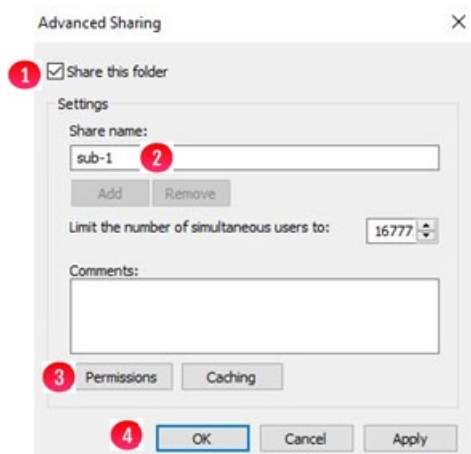 Advanced Sharing
1 Share this folder
Settings
Share name:
sub-1 2
Add Remove
Limit the number of simultaneous users to: 16777
Comments:
3 Permissions Caching
4 OK Cancel Apply